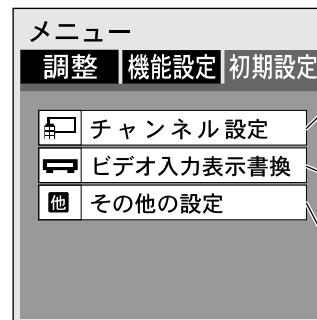 メニュー
調整 機能設定 初期設定
チャンネル設定
ビデオ入力表示書換
他 その他の設定